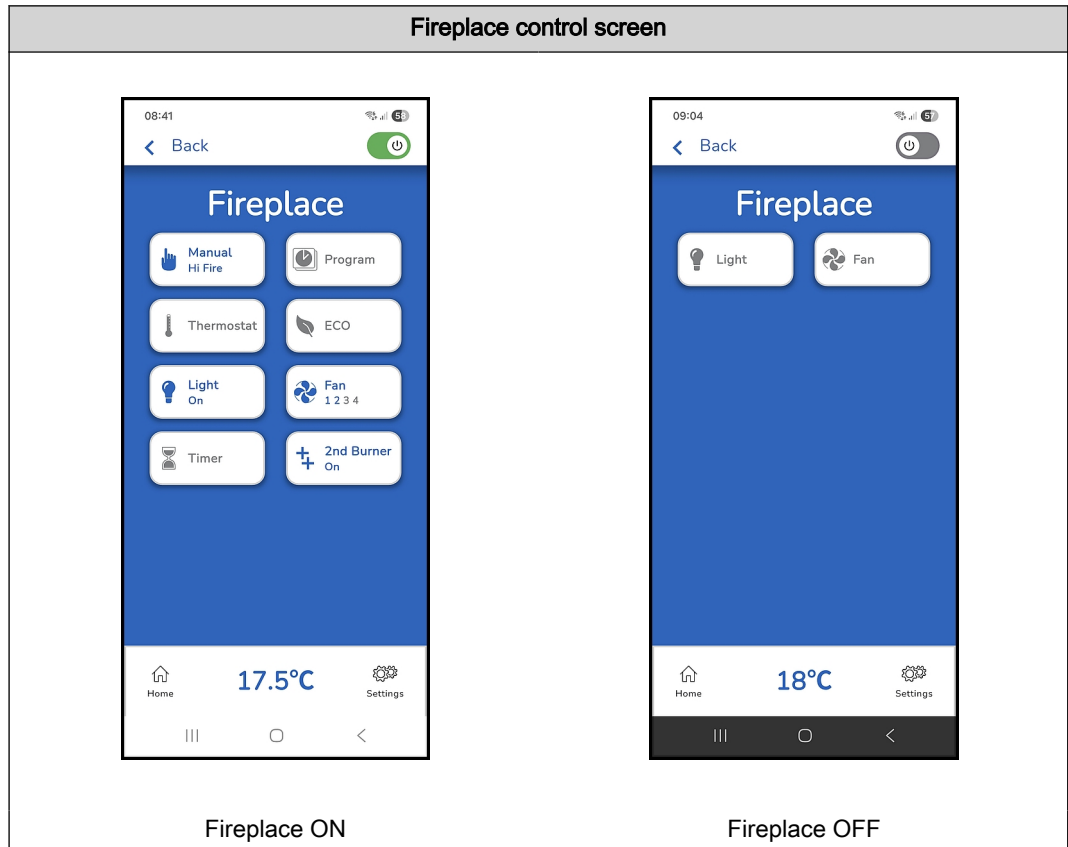 Fireplace control screen
08:41
Back
Fireplace
Manual
Hi Fire
Program
Thermostat
ECO
Light
On
Fan
1 2 3 4
Timer
2nd Burner
On
Home
17.5°C
Settings
Fireplace ON
09:04
57
Back
Fireplace
Light
Fan
Home
18°C
Settings
Fireplace OFF